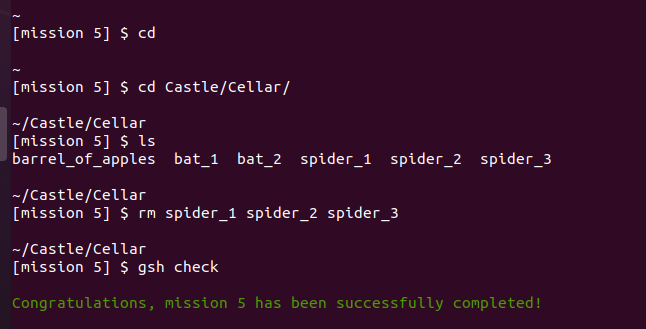 ~
[mission 5] $ cd
~
[mission 5] $ cd Castle/Cellar/
~/Castle/Cellar
[mission 5] $ ls
barrel_of_apples  bat_1  bat_2  spider_1  spider_2  spider_3
~/Castle/Cellar
[mission 5] $ rm spider_1 spider_2 spider_3
~/Castle/Cellar
[mission 5] $ gsh check
Congratulations, mission 5 has been successfully completed!